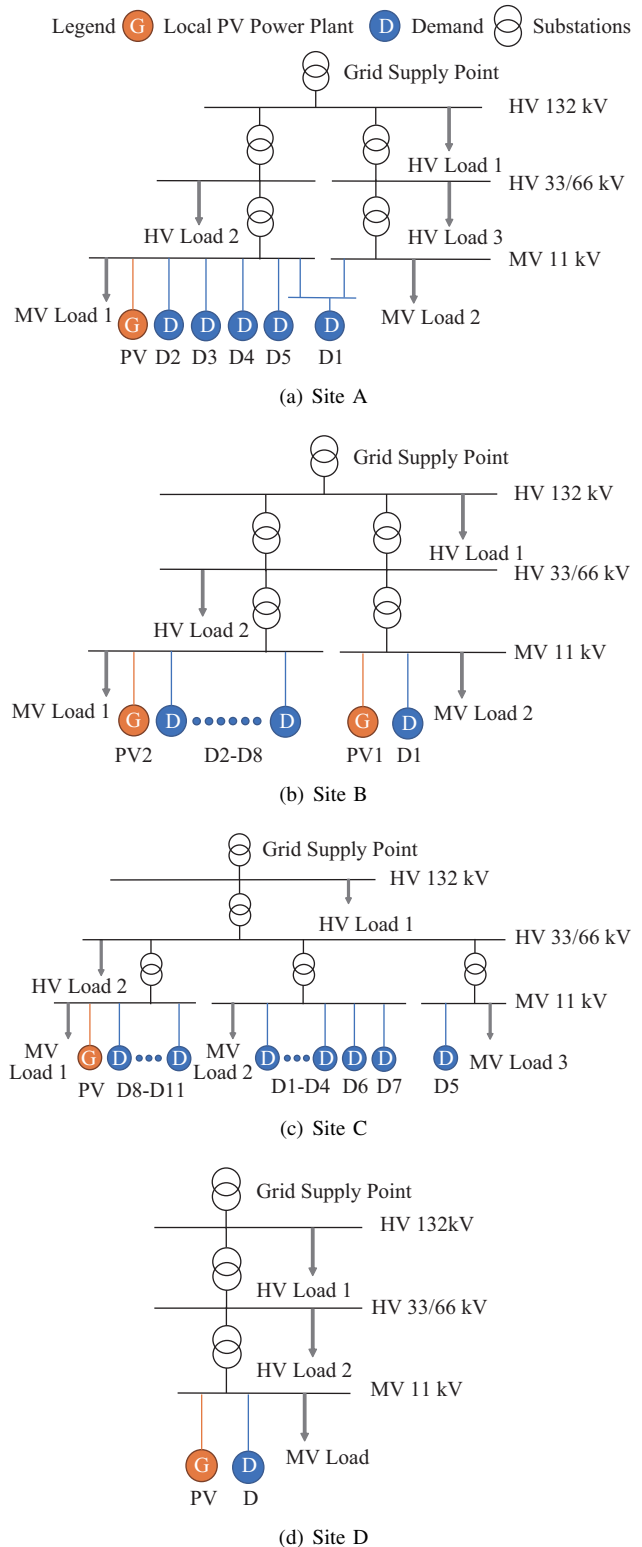 Legend G Local PV Power Plant D Demand Substations
Grid Supply Point
HV 132 kV
HV Load 1
HV 33/66 kV
HV Load 2
HV Load 3
MV 11 kV
MV Load 1
MV Load 2
G D D D D D
PV D2 D3 D4 D5 D1
(a) Site A
Grid Supply Point
HV 132 kV
HV Load 1
HV 33/66 kV
HV Load 2
MV 11 kV
MV Load 1
MV Load 2
G D D G D
PV2 D2-D8 PV1 D1
(b) Site B
Grid Supply Point
HV 132 kV
HV Load 1
HV 33/66 kV
HV Load 2
MV 11 kV
MV
Load 1
G D D
PV D8-D11
MV
Load 2
D D D D
D1-D4 D6 D7
D
D5
MV Load 3
(c) Site C
Grid Supply Point
HV 132kV
HV Load 1
HV 33/66 kV
HV Load 2
MV 11 kV
MV Load
G D
PV D
(d) Site D